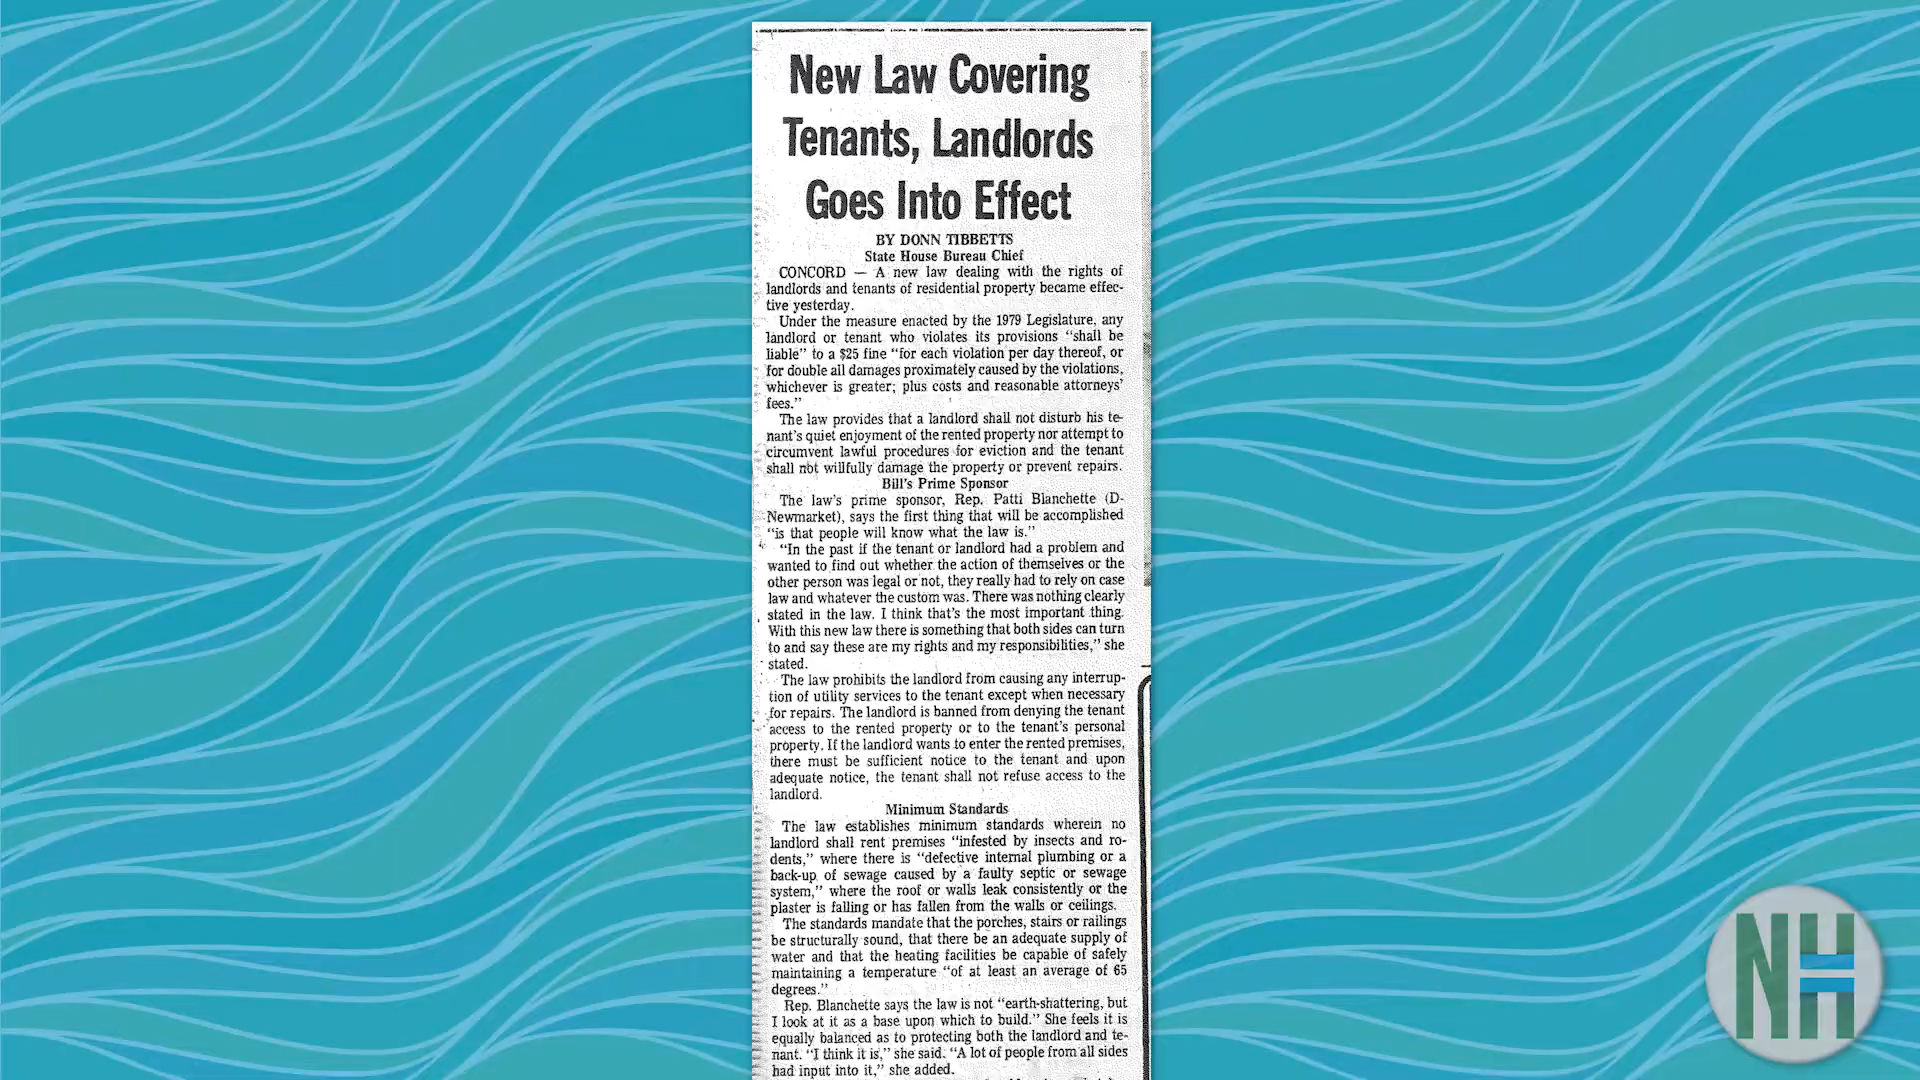 New Law Covering
Tenants, Landlords
Goes Into Effect
BY DONN TIBBETTS
State House Bureau Chief
CONCORD — A new law dealing with the rights of
landlords and tenants of residential property became effec-
tive yesterday.
Under the measure enacted by the 1979 Legislature, any
landlord or tenant who violates its provisions “shall be
liable” to a $25 fine “for each violation per day thereof, or
for double all damages proximately caused by the violations,
whichever is greater; plus costs and reasonable attorneys’
fees.”
The law provides that a landlord shall not disturb his te-
nant’s quiet enjoyment of the rented property nor attempt to
circumvent lawful procedures for eviction and the tenant
shall not willfully damage the property or prevent repairs.
Bill’s Prime Sponsor
The law’s prime sponsor, Rep. Patti Blanchette (D-
Newmarket), says the first thing that will be accomplished
“is that people will know what the law is.”
“In the past if the tenant or landlord had a problem and
wanted to find out whether the action of themselves or the
other person was legal or not, they really had to rely on case
law and whatever the custom was. There was nothing clearly
stated in the law. I think that’s the most important thing.
With this new law there is something that both sides can turn
to and say these are my rights and my responsibilities,” she
stated.
The law prohibits the landlord from causing any interrup-
tion of utility services to the tenant except when necessary
for repairs. The landlord is banned from denying the tenant
access to the rented property or to the tenant’s personal
property. If the landlord wants to enter the rented premises,
there must be sufficient notice to the tenant and upon
adequate notice, the tenant shall not refuse access to the
landlord.
Minimum Standards
The law establishes minimum standards wherein no
landlord shall rent premises “infested by insects and ro-
dents,” where there is “defective internal plumbing or a
back-up of sewage caused by a faulty septic or sewage
system,” where the roof or walls leak consistently or the
plaster is falling or has fallen from the walls or ceilings.
The standards mandate that the porches, stairs or railings
be structurally sound, that there be an adequate supply of
water and that the heating facilities be capable of safely
maintaining a temperature “of at least an average of 65
degrees.”
Rep. Blanchette says the law is not “earth-shattering, but
I look at it as a base upon which to build.” She feels it is
equally balanced as to protecting both the landlord and te-
nant. “I think it is,” she said. “A lot of people from all sides
had input into it,” she added.
NH